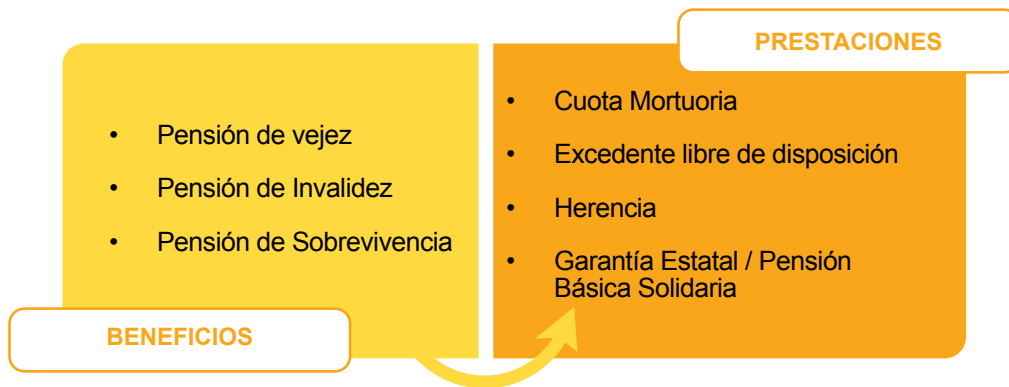 • Pensión de vejez
• Pensión de Invalidez
• Pensión de Sobrevivencia
BENEFICIOS
PRESTACIONES
• Cuota Mortuoria
• Excedente libre de disposición
• Herencia
• Garantía Estatal / Pensión
Básica Solidaria